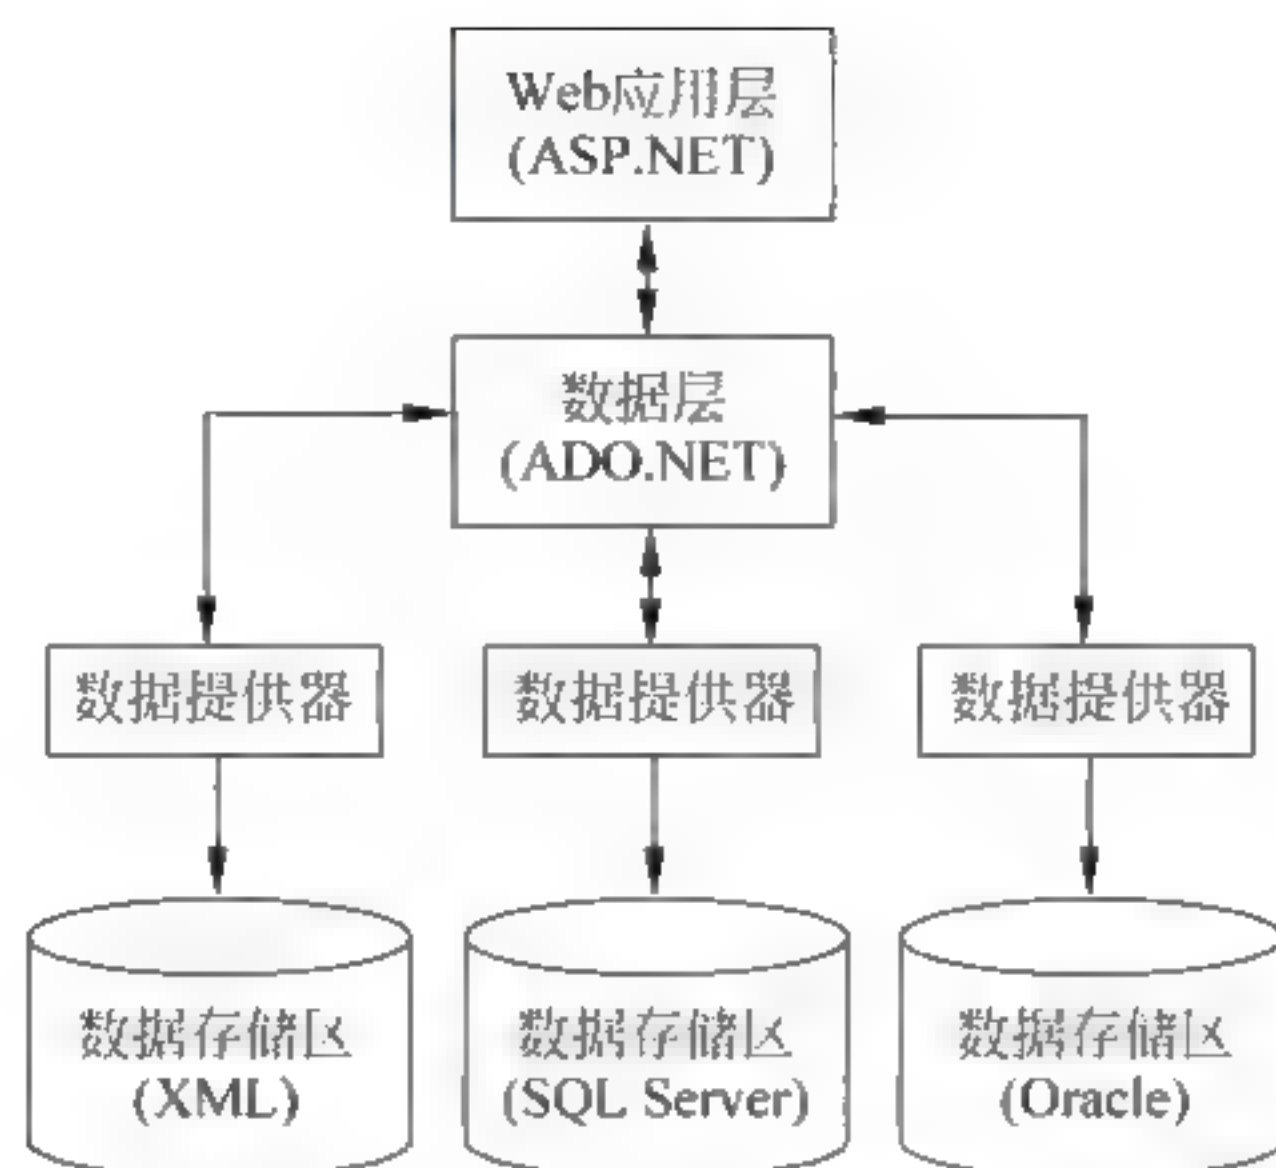 Web应用层
(ASP.NET)
数据层
(ADO.NET)
数据提供器
数据提供器
数据提供器
数据存储区
(XML)
数据存储区
(SQL Server)
数据存储区
(Oracle)